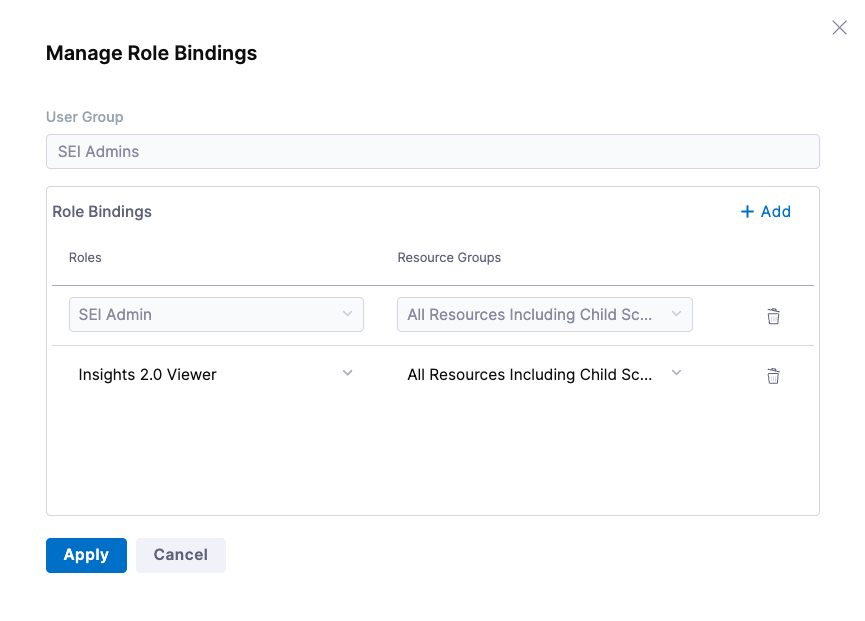 Manage Role Bindings
User Group
SEI Admins
Role Bindings
+ Add
Roles
Resource Groups
SEI Admin
All Resources Including Child Sc...
Insights 2.0 Viewer
All Resources Including Child Sc...
Apply
Cancel